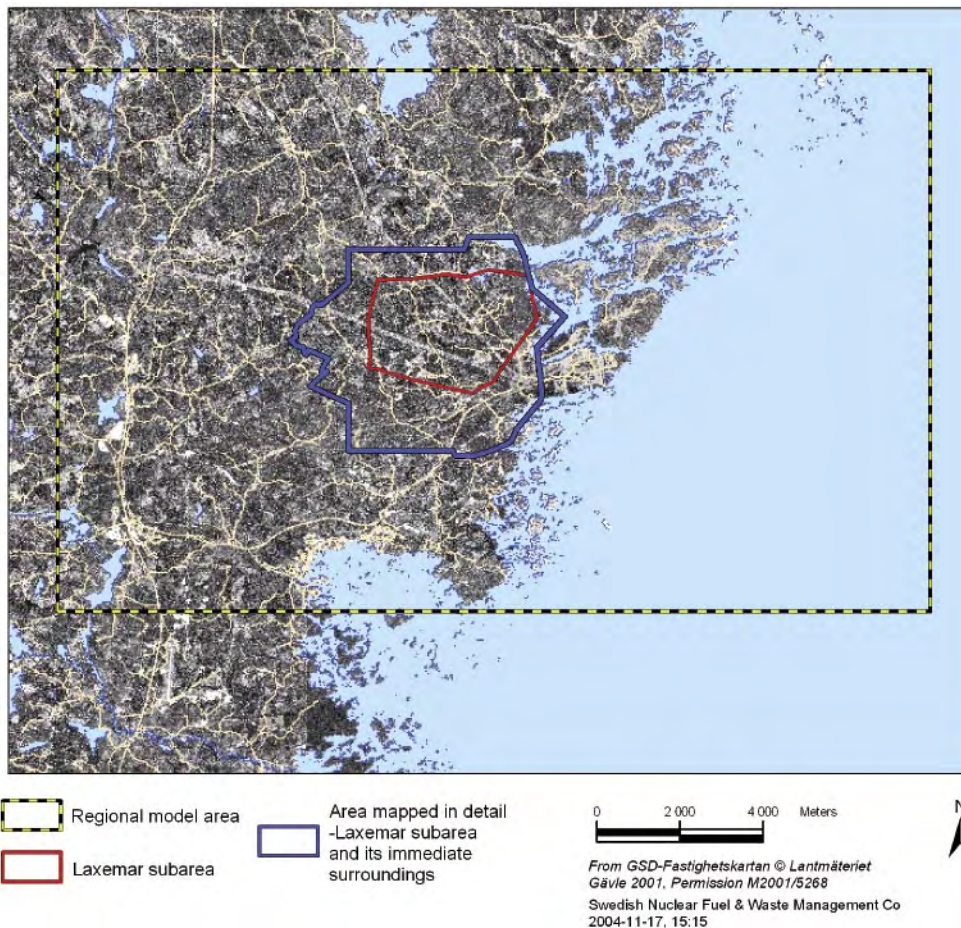 Regional model area
Laxemar subarea
Area mapped in detail
-Laxemar subarea
and its immediate
surroundings
0 2 000 4 000 Meters
From GSD-Fastighetskartan © Lantmäteriet
Gävle 2001, Permission M2001/5268
Swedish Nuclear Fuel & Waste Management Co
2004-11-17, 15:15
N